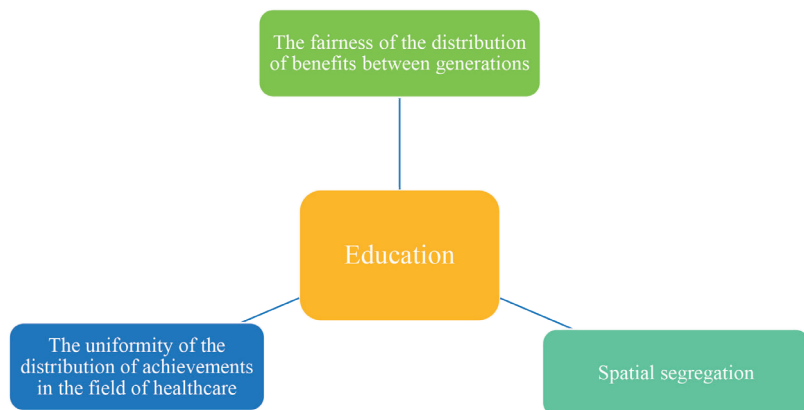 The fairness of the distribution
of benefits between generations
Education
The uniformity of the
distribution of achievements
in the field of healthcare
Spatial segregation